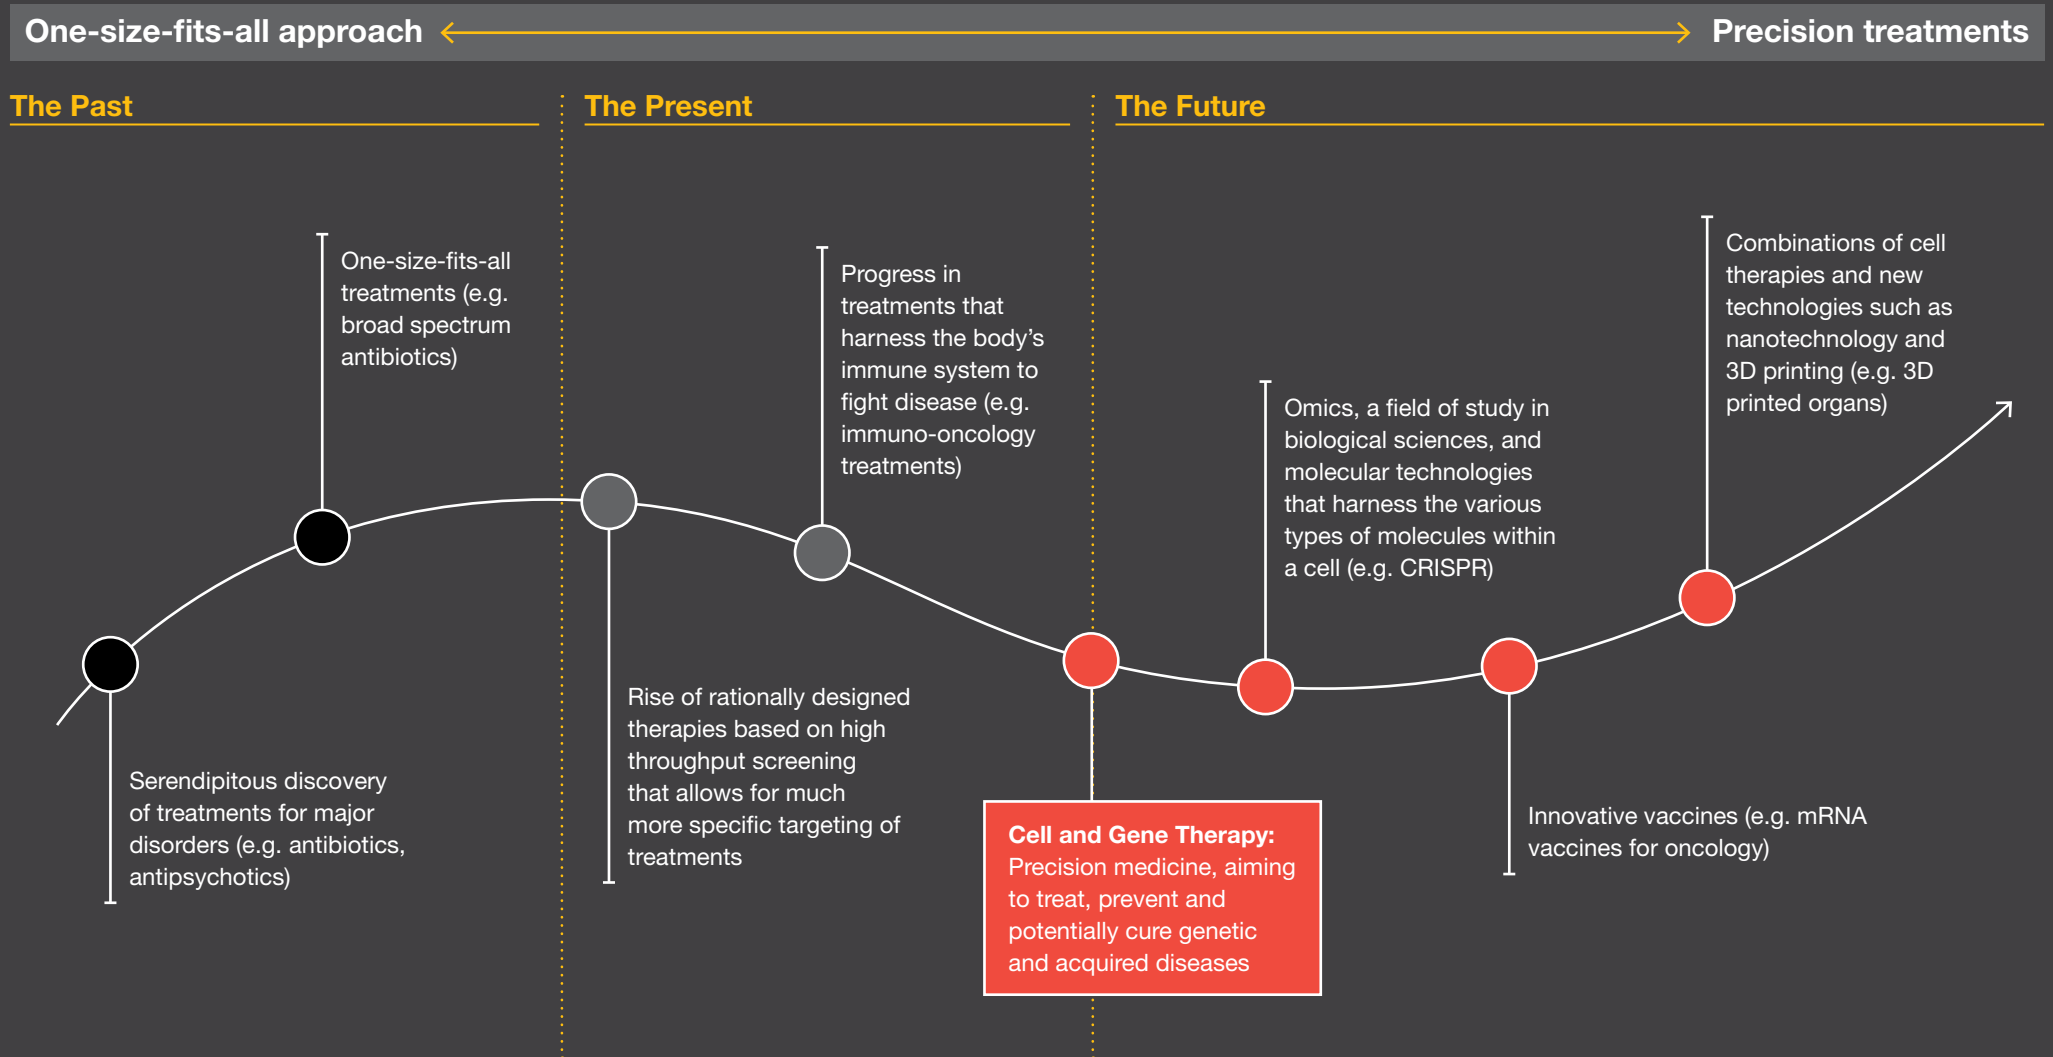 One-size-fits-all approach
Precision treatments
The Past
The Present
The Future
One-size-fits-all
treatments (e.g.
broad spectrum
antibiotics)
Serendipitous discovery
of treatments for major
disorders (e.g. antibiotics,
antipsychotics)
Progress in
treatments that
harness the body’s
immune system to
fight disease (e.g.
immuno-oncology
treatments)
Rise of rationally designed
therapies based on high
throughput screening
that allows for much
more specific targeting of
treatments
Cell and Gene Therapy:
Precision medicine, aiming
to treat, prevent and
potentially cure genetic
and acquired diseases
Omics, a field of study in
biological sciences, and
molecular technologies
that harness the various
types of molecules within
a cell (e.g. CRISPR)
Innovative vaccines (e.g. mRNA
vaccines for oncology)
Combinations of cell
therapies and new
technologies such as
nanotechnology and
3D printing (e.g. 3D
printed organs)